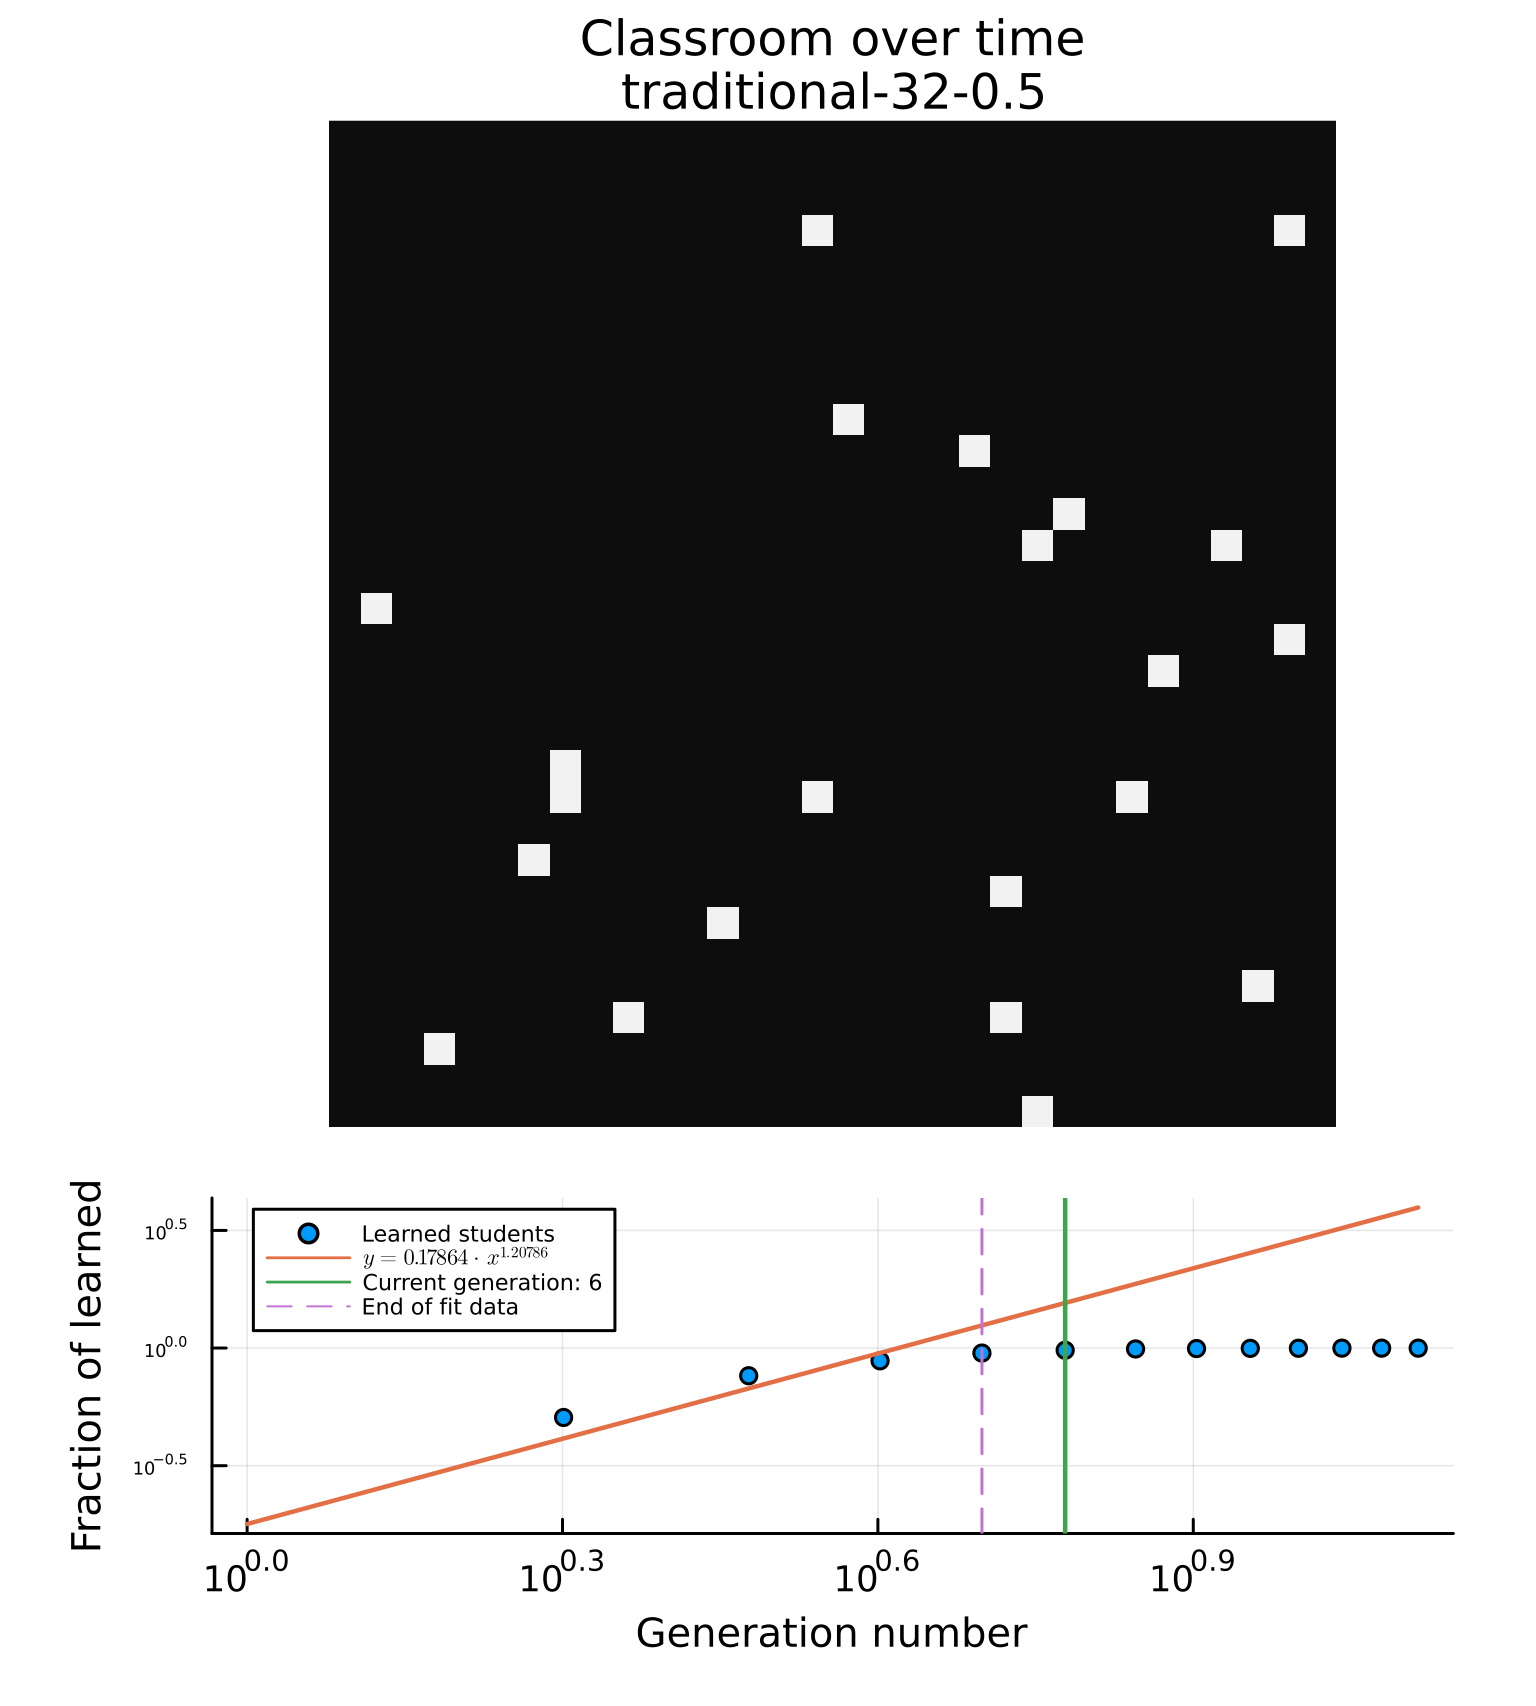 Classroom over time
traditional-32-0.5
Fraction of learned
10^0.5
10^0.0
10^−0.5
Learned students
y = 0.17864 · x^1.20786
Current generation: 6
End of fit data
10^0.0 10^0.3 10^0.6 10^0.9
Generation number